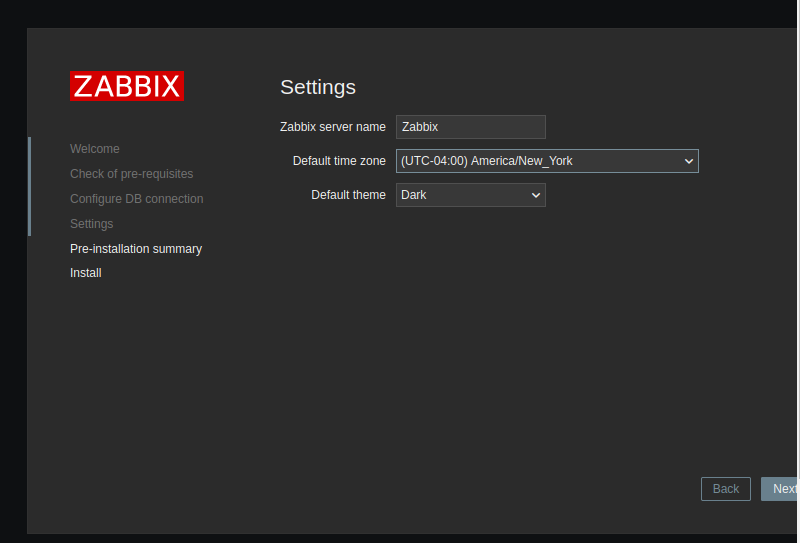 ZABBIX
Welcome
Check of pre-requisites
Configure DB connection
Settings
Pre-installation summary
Install
Settings
Zabbix server name Zabbix
Default time zone (UTC-04:00) America/New_York
Default theme Dark
Back Next